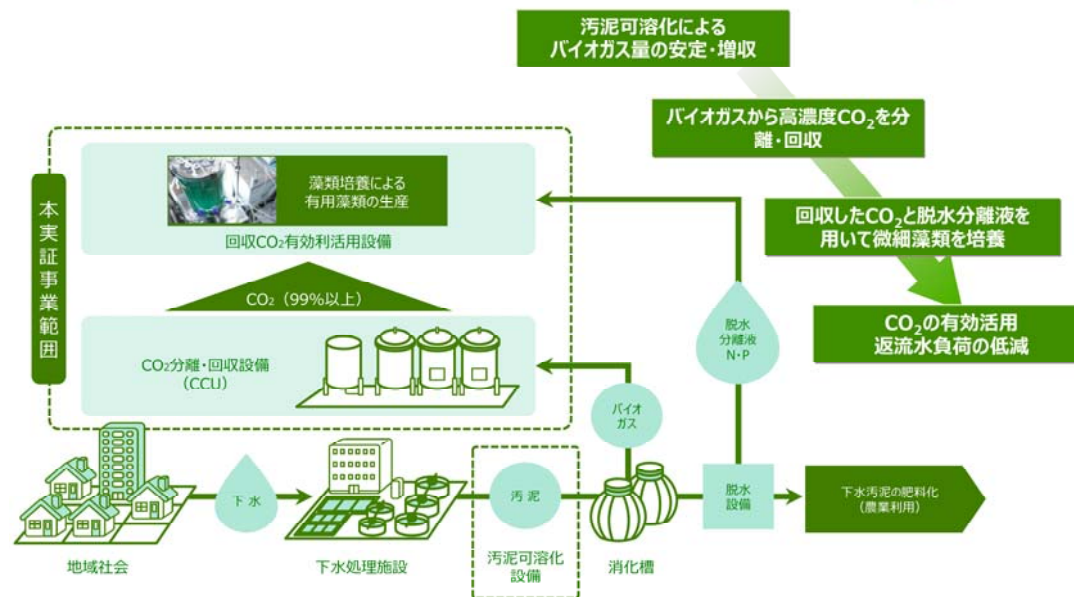 汚泥可溶化による
バイオガス量の安定・増収
バイオガスから高濃度CO₂を分
離・回収
回収したCO₂と脱水分離液を
用いて微細藻類を培養
CO₂の有効活用
返流水負荷の低減
本実証事業範囲
藻類培養による
有用藻類の生産
回収CO₂有効利活用設備
CO₂（99％以上）
CO₂分離・回収設備
（CCU）
脱水
分離液
N・P
バイオ
ガス
下水
汚泥
脱水
設備
下水汚泥の肥料化
（農業利用）
地域社会
下水処理施設
汚泥可溶化
設備
消化槽